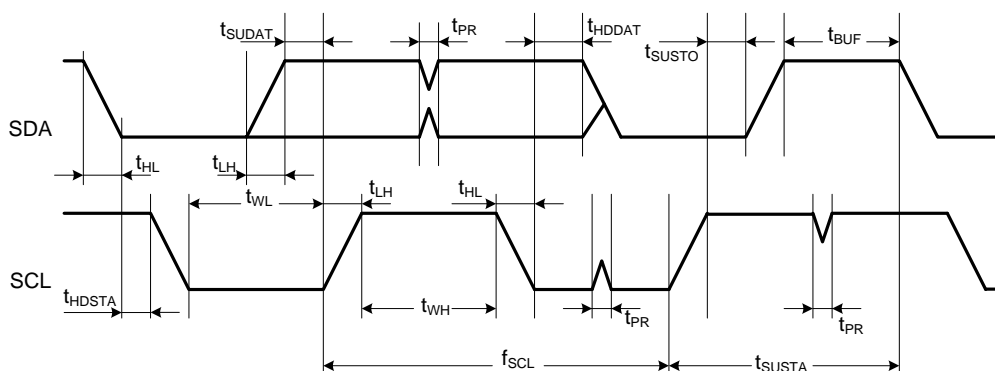 tSUDAT tPR tHDDAT tSUSTO tBUF
SDA
tHL tLH tWL tLH tHL
SCL
tHDSTA tWH tPR tPR
fSCL tSUSTA